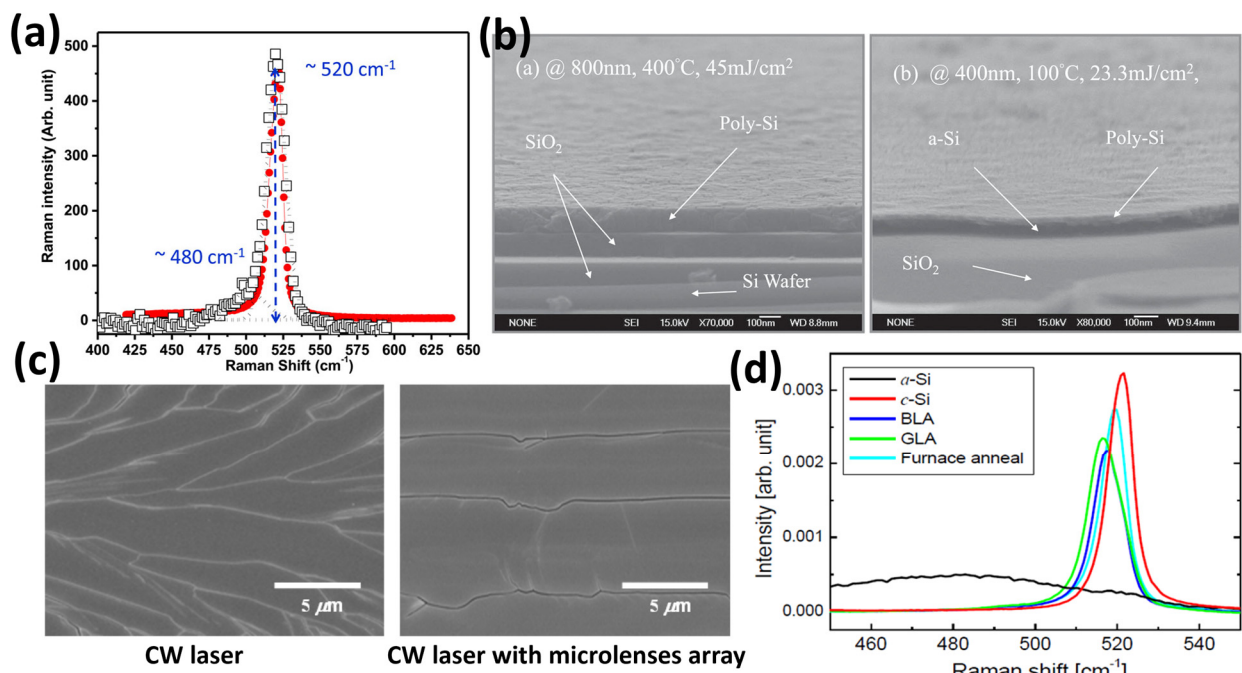 (a)
Raman intensity (Arb. unit)
500
400
300
200
100
0
~ 520 cm⁻¹
~ 480 cm⁻¹
400 425 450 475 500 525 550 575 600 625 650
Raman Shift (cm⁻¹)
(b)
(a) @ 800nm, 400°C, 45mJ/cm²
Poly-Si
SiO₂
Si Wafer
NONE SEI 15.0kV X70,000 100nm WD 8.8mm
(b) @ 400nm, 100°C, 23.3mJ/cm²,
a-Si
Poly-Si
SiO₂
NONE SEI 15.0kV X80,000 100nm WD 9.4mm
(c)
5 μm
CW laser
5 μm
CW laser with microlenses array
(d)
Intensity [arb. unit]
0.003
0.002
0.001
0.000
a-Si
c-Si
BLA
GLA
Furnace anneal
460 480 500 520 540
Raman shift [cm⁻¹]